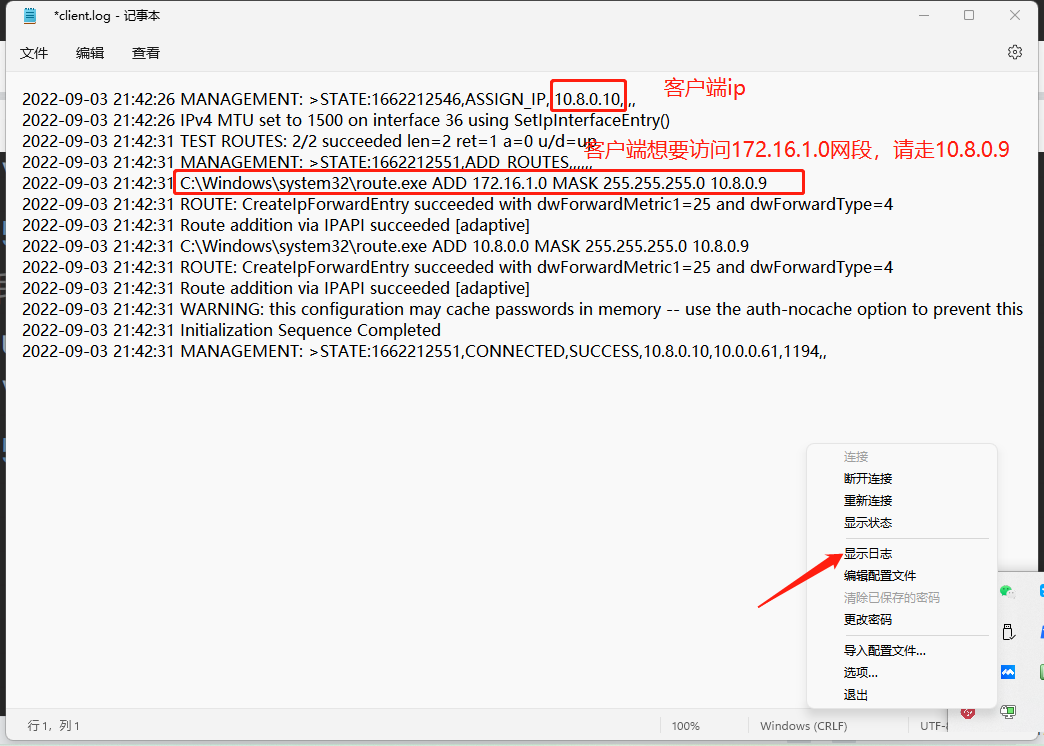 *client.log - 记事本
文件 编辑 查看
2022-09-03 21:42:26 MANAGEMENT: >STATE:1662212546,ASSIGN_IP,,10.8.0.10,,,,
客户端ip
2022-09-03 21:42:26 IPv4 MTU set to 1500 on interface 36 using SetIpInterfaceEntry()
2022-09-03 21:42:31 TEST ROUTES: 2/2 succeeded len=2 ret=1 a=0 u/d=up
客户端想要访问172.16.1.0网段，请走10.8.0.9
2022-09-03 21:42:31 MANAGEMENT: >STATE:1662212551,ADD_ROUTES,,,,,,
2022-09-03 21:42:31 C:\Windows\system32\route.exe ADD 172.16.1.0 MASK 255.255.255.0 10.8.0.9
2022-09-03 21:42:31 ROUTE: CreateIpForwardEntry succeeded with dwForwardMetric1=25 and dwForwardType=4
2022-09-03 21:42:31 Route addition via IPAPI succeeded [adaptive]
2022-09-03 21:42:31 C:\Windows\system32\route.exe ADD 10.8.0.0 MASK 255.255.255.0 10.8.0.9
2022-09-03 21:42:31 ROUTE: CreateIpForwardEntry succeeded with dwForwardMetric1=25 and dwForwardType=4
2022-09-03 21:42:31 Route addition via IPAPI succeeded [adaptive]
2022-09-03 21:42:31 WARNING: this configuration may cache passwords in memory -- use the auth-nocache option to prevent this
2022-09-03 21:42:31 Initialization Sequence Completed
2022-09-03 21:42:31 MANAGEMENT: >STATE:1662212551,CONNECTED,SUCCESS,10.8.0.10,10.0.0.61,1194,,
连接
断开连接
重新连接
显示状态
显示日志
编辑配置文件
清除已保存的密码
更改密码
导入配置文件...
选项...
退出
行 1，列 1 100% Windows (CRLF) UTF-